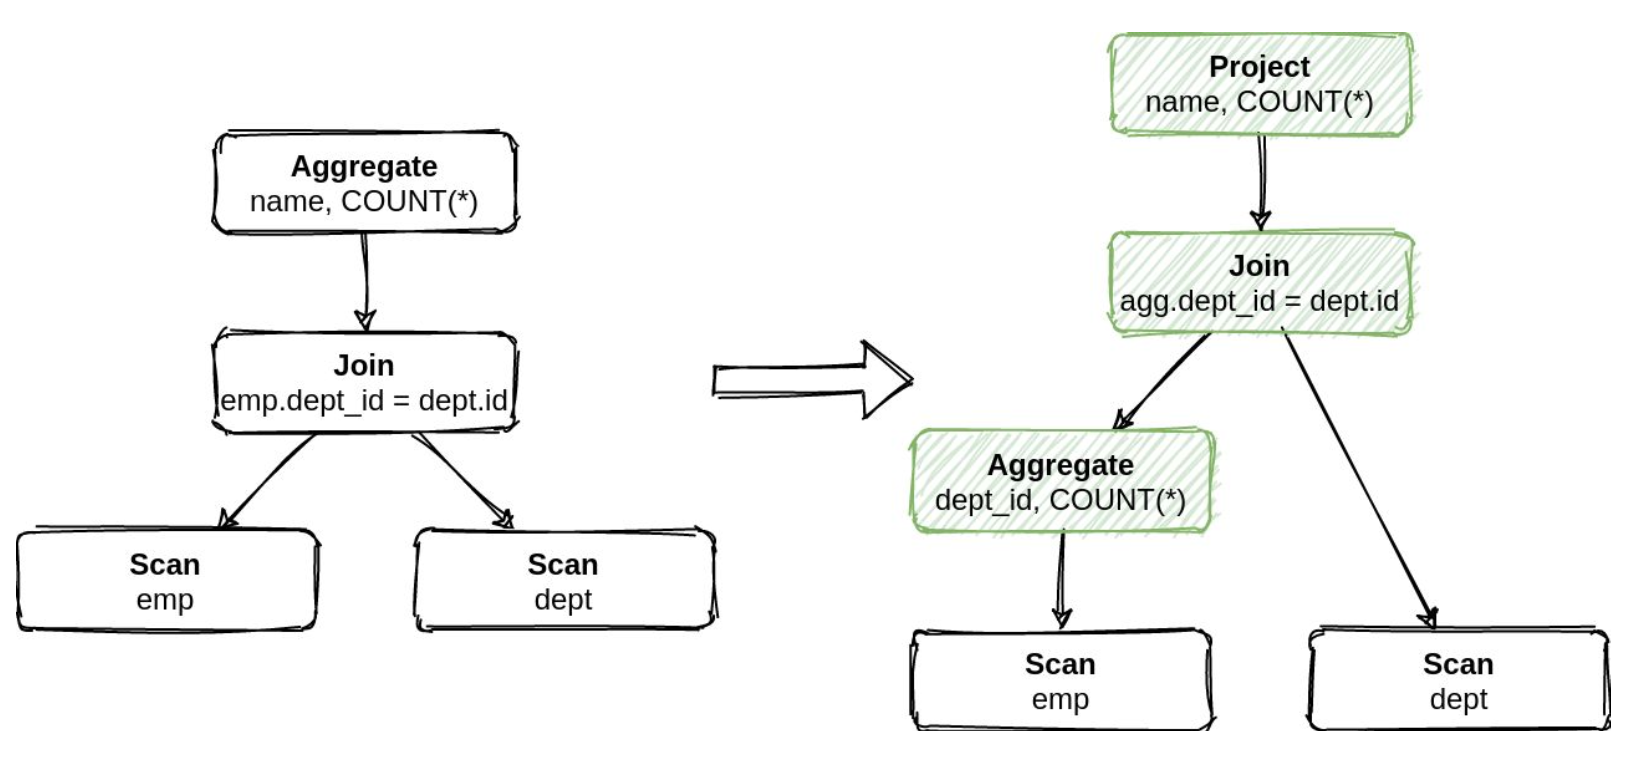 Aggregate
name, COUNT(*)
Join
emp.dept_id = dept.id
Scan
emp
Scan
dept
Project
name, COUNT(*)
Join
agg.dept_id = dept.id
Aggregate
dept_id, COUNT(*)
Scan
emp
Scan
dept